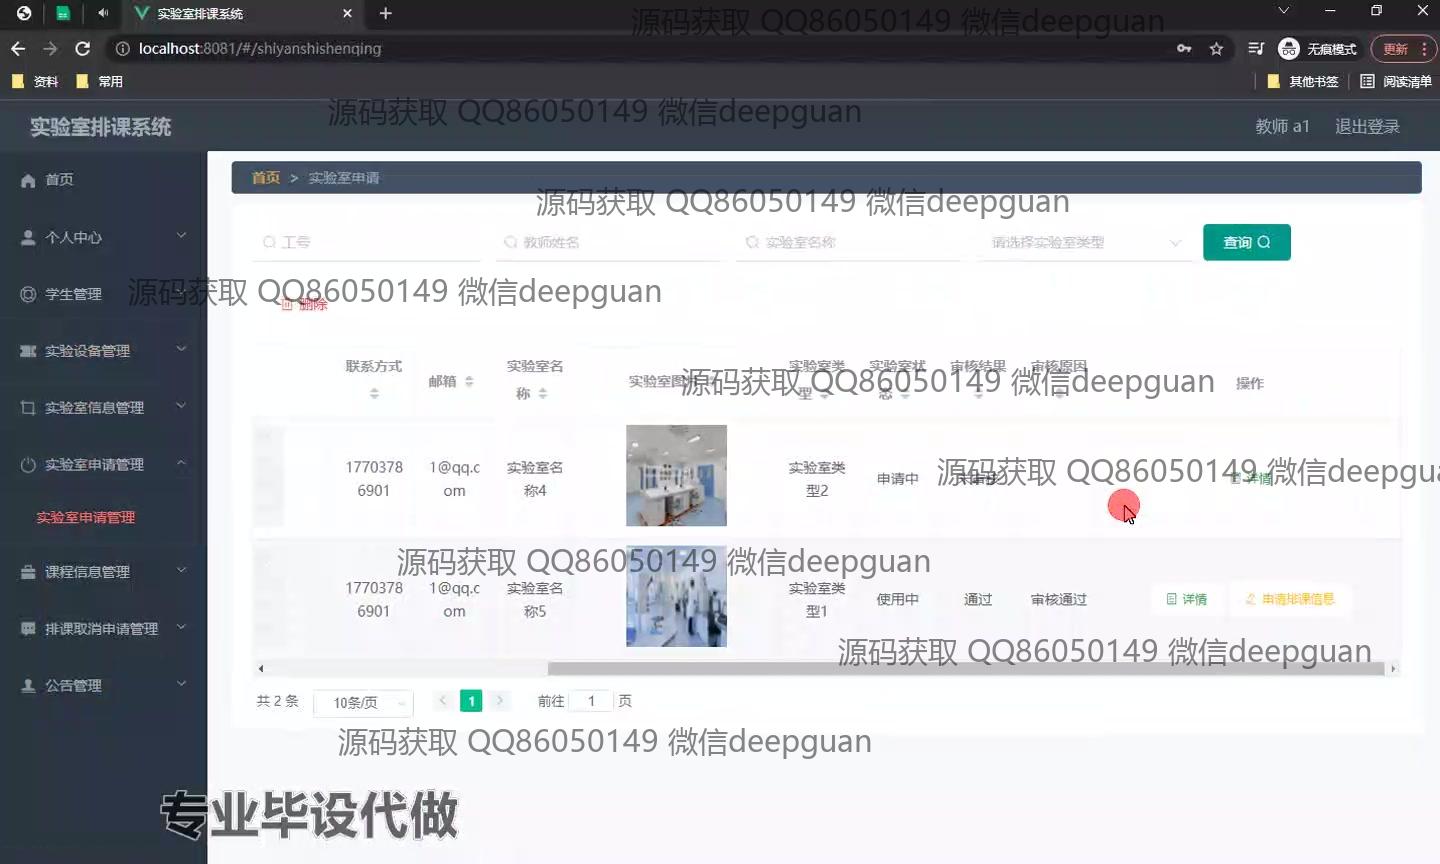 实验室排课系统
源码获取 QQ86050149 微信deepguan
localhost:8081/#/shiyanshishenqing
无痕模式
更新
资料
常用
其他书签
阅读清单
源码获取 QQ86050149 微信deepguan
实验室排课系统
教师 a1
退出登录
首页
首页 > 实验室申请
源码获取 QQ86050149 微信deepguan
个人中心
工号
教师姓名
实验室名称
请选择实验室类型
查询
学生管理
源码获取 QQ86050149 微信deepguan
删除
实验设备管理
联系方式
邮箱
实验室名
称
实验室图片
实验室类
型
实验室状
态
审核结果
审核原因
操作
源码获取 QQ86050149 微信deepguan
实验室信息管理
实验室申请管理
1770378
6901
1@qq.c
om
实验室名
称4
实验室类
型2
申请中
未审核
详情
源码获取 QQ86050149 微信deepgua
实验室申请管理
源码获取 QQ86050149 微信deepguan
课程信息管理
1770378
6901
1@qq.c
om
实验室名
称5
实验室类
型1
使用中
通过
审核通过
详情
申请排课信息
排课取消申请管理
源码获取 QQ86050149 微信deepguan
公告管理
共 2 条
10条/页
1
前往 1 页
源码获取 QQ86050149 微信deepguan
专业毕设代做